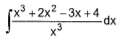 ∫ (x³ + 2x² − 3x + 4) / x³ dx